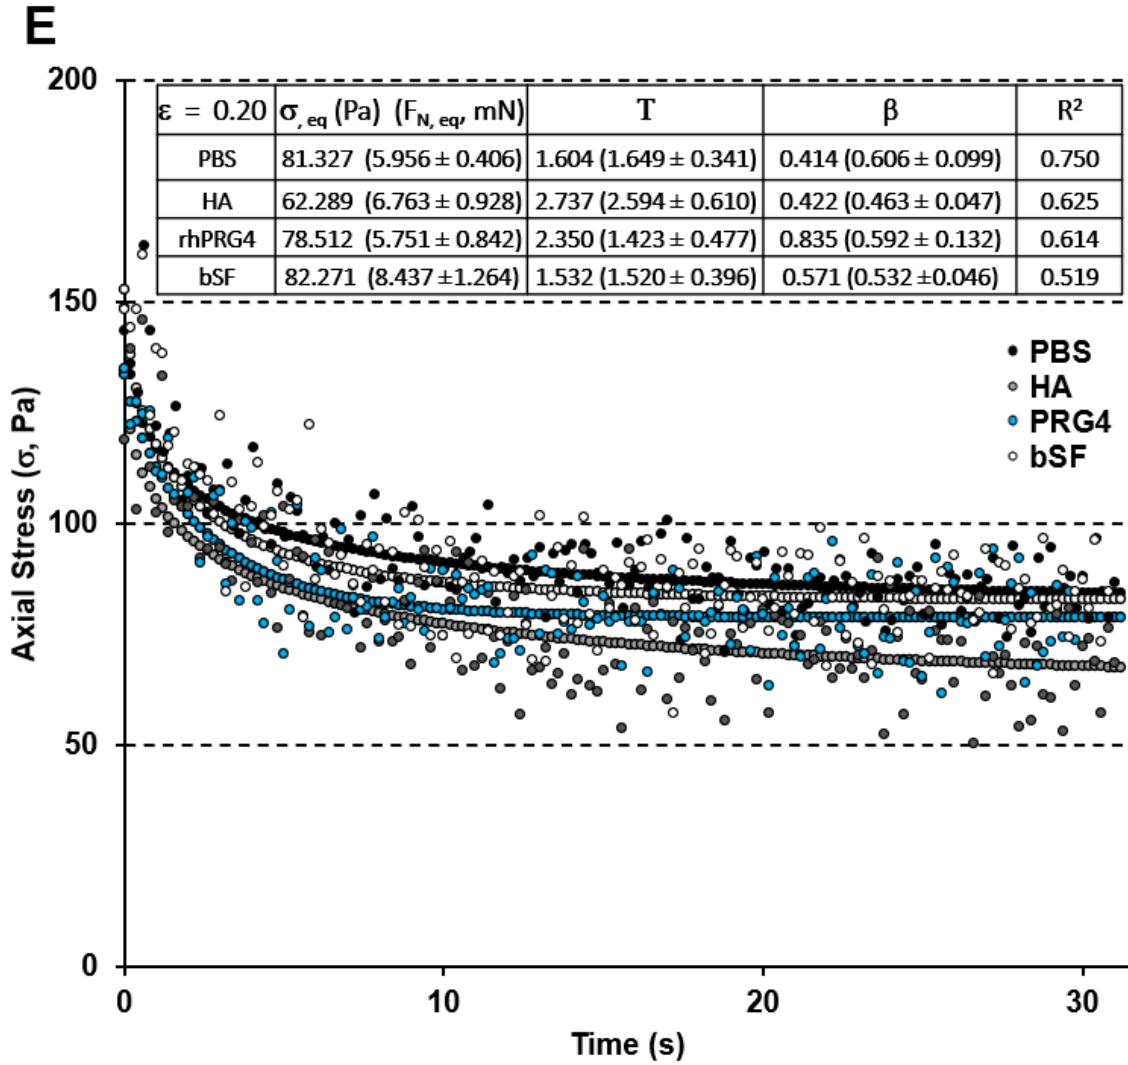 E
200
ε = 0.20 σ, eq (Pa) (FN, eq, mN) T β R²
PBS 81.327 (5.956 ± 0.406) 1.604 (1.649 ± 0.341) 0.414 (0.606 ± 0.099) 0.750
HA 62.289 (6.763 ± 0.928) 2.737 (2.594 ± 0.610) 0.422 (0.463 ± 0.047) 0.625
rhPRG4 78.512 (5.751 ± 0.842) 2.350 (1.423 ± 0.477) 0.835 (0.592 ± 0.132) 0.614
bSF 82.271 (8.437 ±1.264) 1.532 (1.520 ± 0.396) 0.571 (0.532 ±0.046) 0.519
150
PBS
HA
PRG4
bSF
Axial Stress (σ, Pa)
100
50
0
0 10 20 30
Time (s)